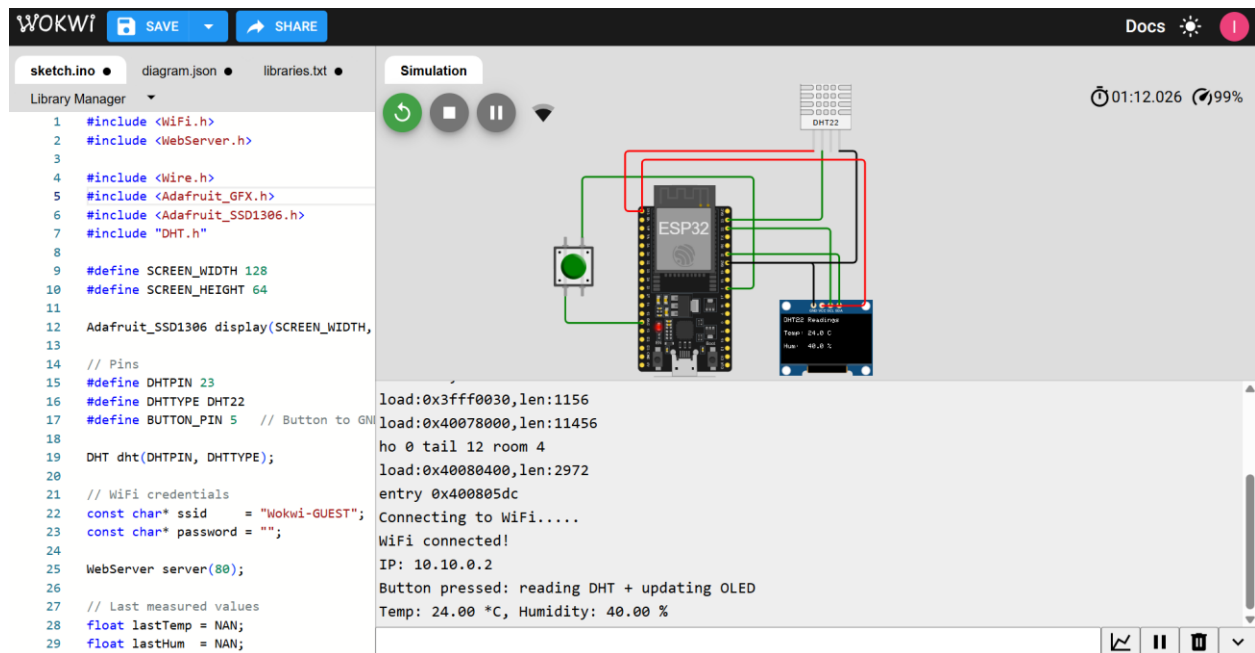 WOKWI SAVE SHARE Docs I
sketch.ino ● diagram.json ● libraries.txt ●
Library Manager
1 #include <WiFi.h>
2 #include <WebServer.h>
3
4 #include <Wire.h>
5 #include <Adafruit_GFX.h>
6 #include <Adafruit_SSD1306.h>
7 #include "DHT.h"
8
9 #define SCREEN_WIDTH 128
10 #define SCREEN_HEIGHT 64
11
12 Adafruit_SSD1306 display(SCREEN_WIDTH,
13
14 // Pins
15 #define DHTPIN 23
16 #define DHTTYPE DHT22
17 #define BUTTON_PIN 5 // Button to GN
18
19 DHT dht(DHTPIN, DHTTYPE);
20
21 // WiFi credentials
22 const char* ssid = "Wokwi-GUEST";
23 const char* password = "";
24
25 WebServer server(80);
26
27 // Last measured values
28 float lastTemp = NAN;
29 float lastHum = NAN;
Simulation
01:12.026 99%
DHT22
ESP32
DHT22 Readings
Temp: 24.0 C
Hum: 40.0 %
load:0x3fff0030,len:1156
load:0x40078000,len:11456
ho 0 tail 12 room 4
load:0x40080400,len:2972
entry 0x400805dc
Connecting to WiFi.....
WiFi connected!
IP: 10.10.0.2
Button pressed: reading DHT + updating OLED
Temp: 24.00 *C, Humidity: 40.00 %